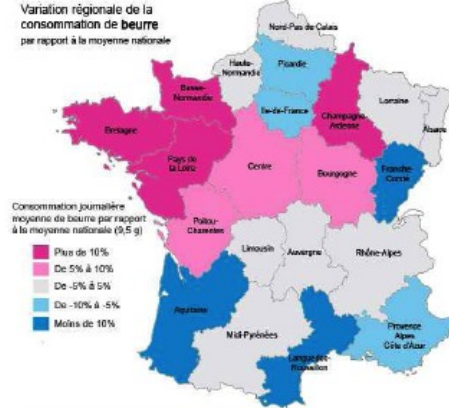 Variation régionale de la
consommation de beurre
par rapport à la moyenne nationale
Nord-Pas de Calais
Haute-
Normandie
Picardie
Basse-
Normandie
Ile-de-France
Champagne-
Ardenne
Lorraine
Alsace
Bretagne
Pays de
la Loire
Centre
Bourgogne
Franche-
Comté
Consommation journalière
moyenne de beurre par rapport
à la moyenne nationale (9,5 g)
Plus de 10%
De 5% à 10%
De -5% à 5%
De -10% à -5%
Moins de 10%
Poitou-
Charentes
Limousin
Auvergne
Rhône-Alpes
Aquitaine
Midi-Pyrénées
Languedoc-
Roussillon
Provence
Alpes
Côte d'Azur